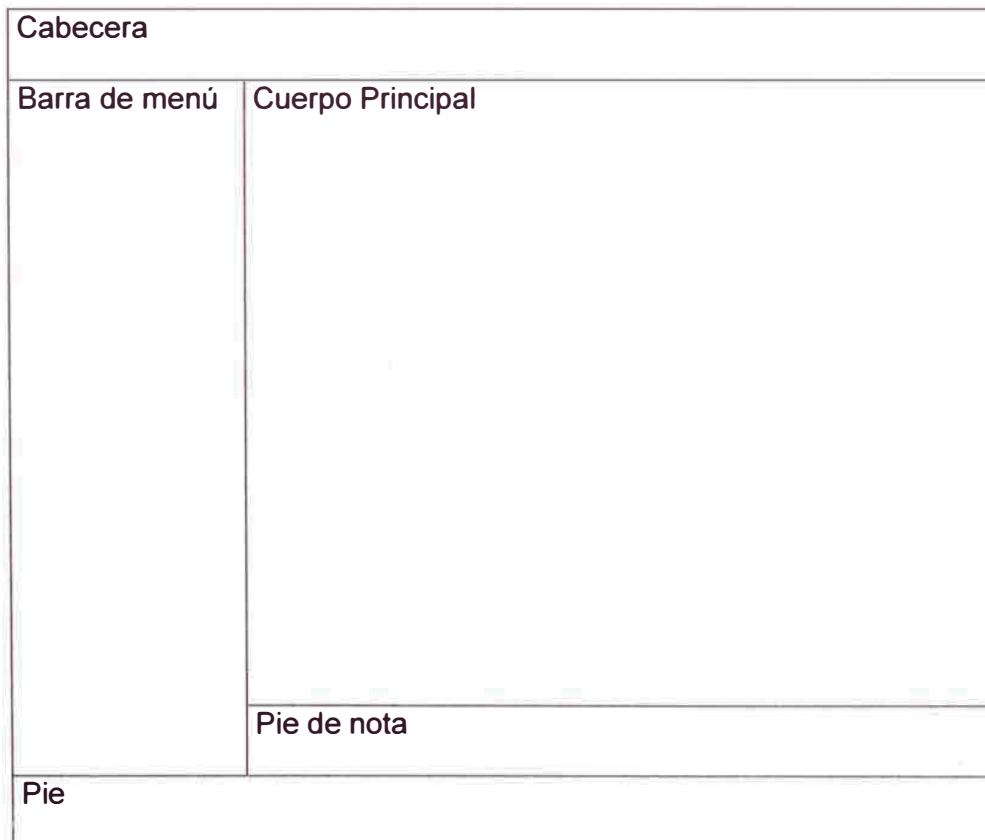 Cabecera
Barra de menú
Cuerpo Principal
Pie de nota
Pie